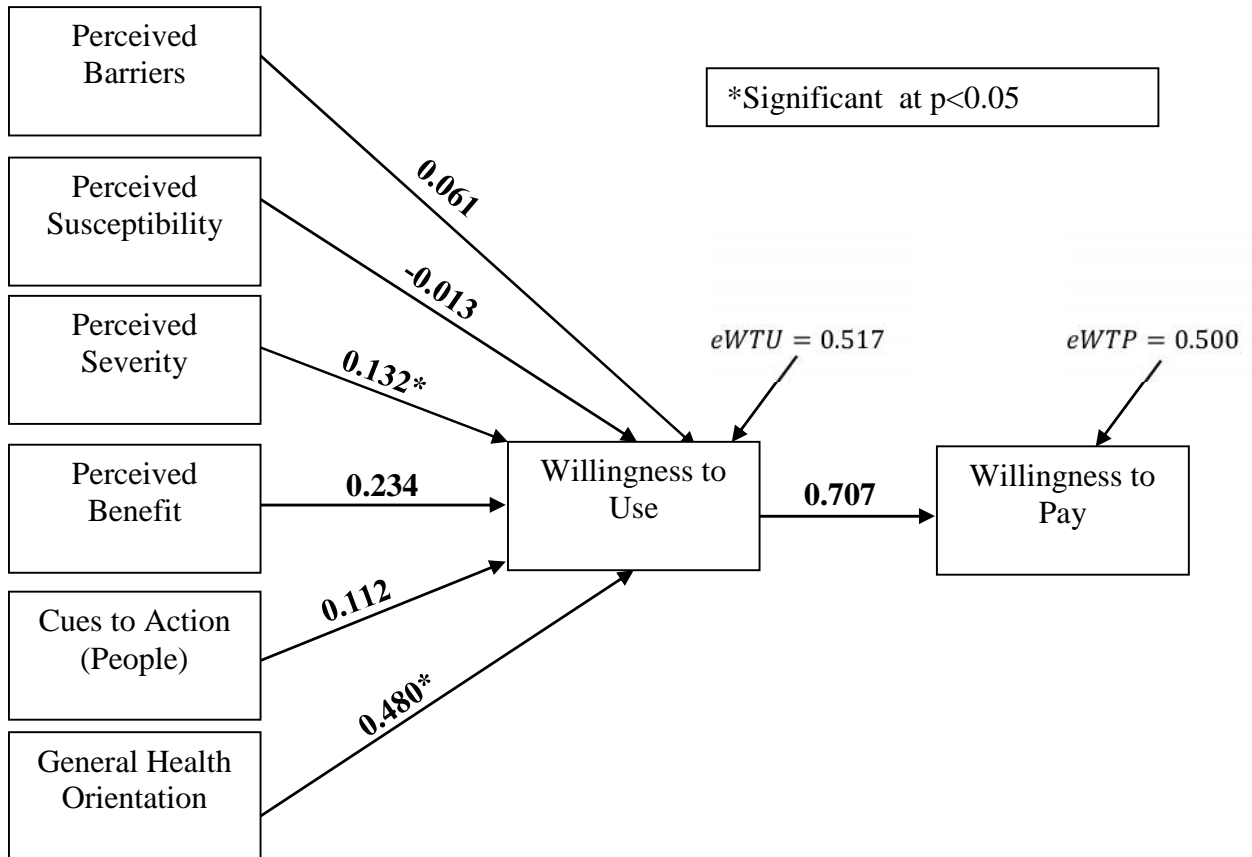 Perceived
Barriers
*Significant at p<0.05
0.061
Perceived
Susceptibility
-0.013
Perceived
Severity
0.132*
eWTU = 0.517
eWTP = 0.500
Perceived
Benefit
0.234
Willingness to
Use
0.707
Willingness to
Pay
Cues to Action
(People)
0.112
General Health
Orientation
0.480*